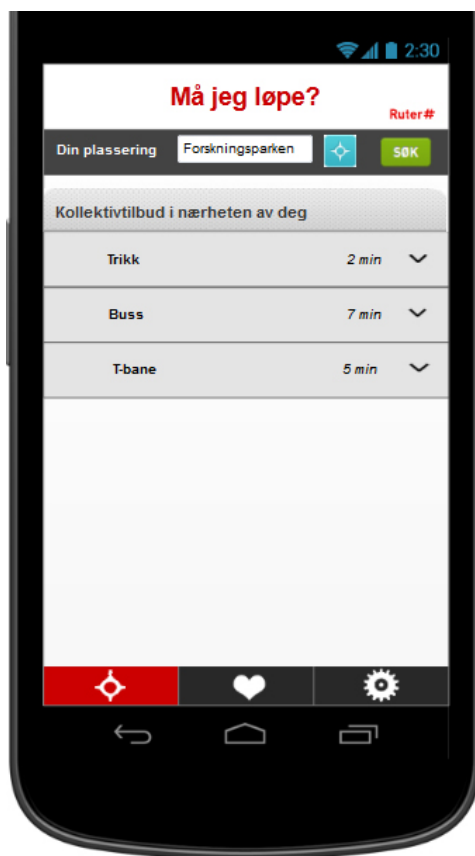 2:30
Må jeg løpe?
Ruter#
Din plassering Forskningsparken SØK
Kollektivtilbud i nærheten av deg
Trikk 2 min
Buss 7 min
T-bane 5 min